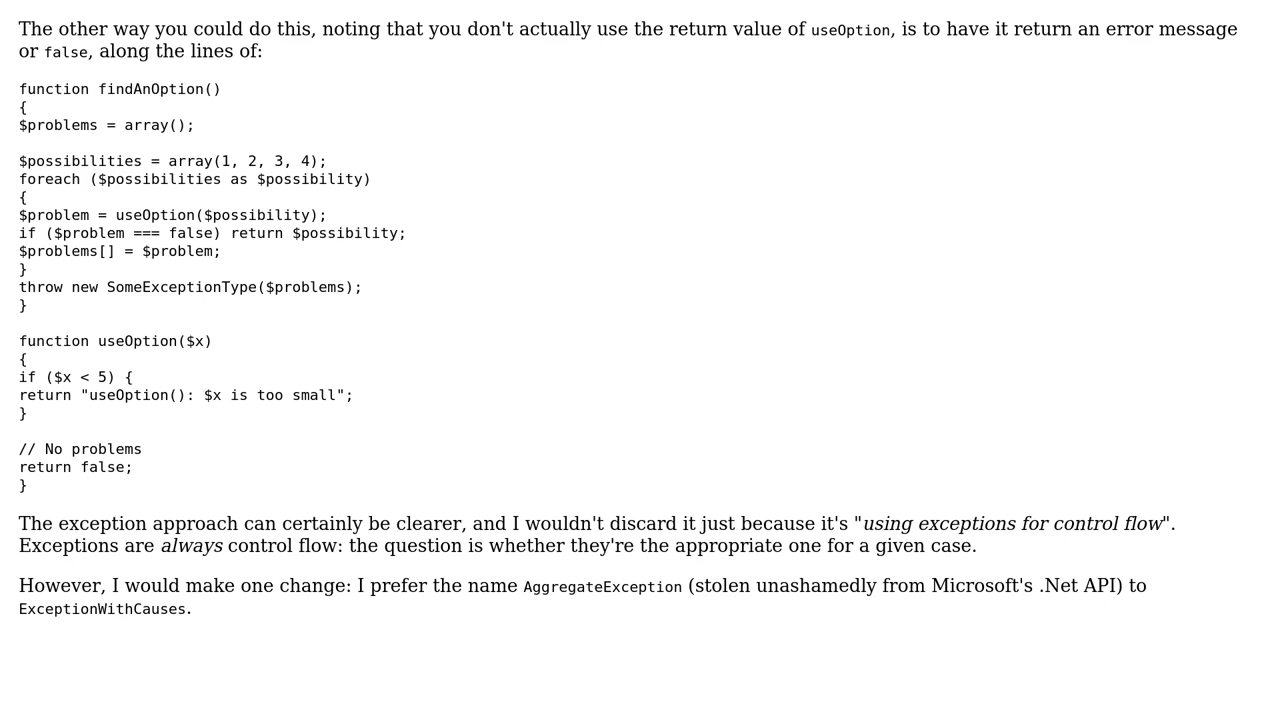 The other way you could do this, noting that you don't actually use the return value of useOption, is to have it return an error message
or false, along the lines of:
function findAnOption()
{
$problems = array();
$possibilities = array(1, 2, 3, 4);
foreach ($possibilities as $possibility)
{
$problem = useOption($possibility);
if ($problem === false) return $possibility;
$problems[] = $problem;
}
throw new SomeExceptionType($problems);
}
function useOption($x)
{
if ($x < 5) {
return "useOption(): $x is too small";
}
// No problems
return false;
}
The exception approach can certainly be clearer, and I wouldn't discard it just because it's "using exceptions for control flow".
Exceptions are always control flow: the question is whether they're the appropriate one for a given case.
However, I would make one change: I prefer the name AggregateException (stolen unashamedly from Microsoft's .Net API) to
ExceptionWithCauses.